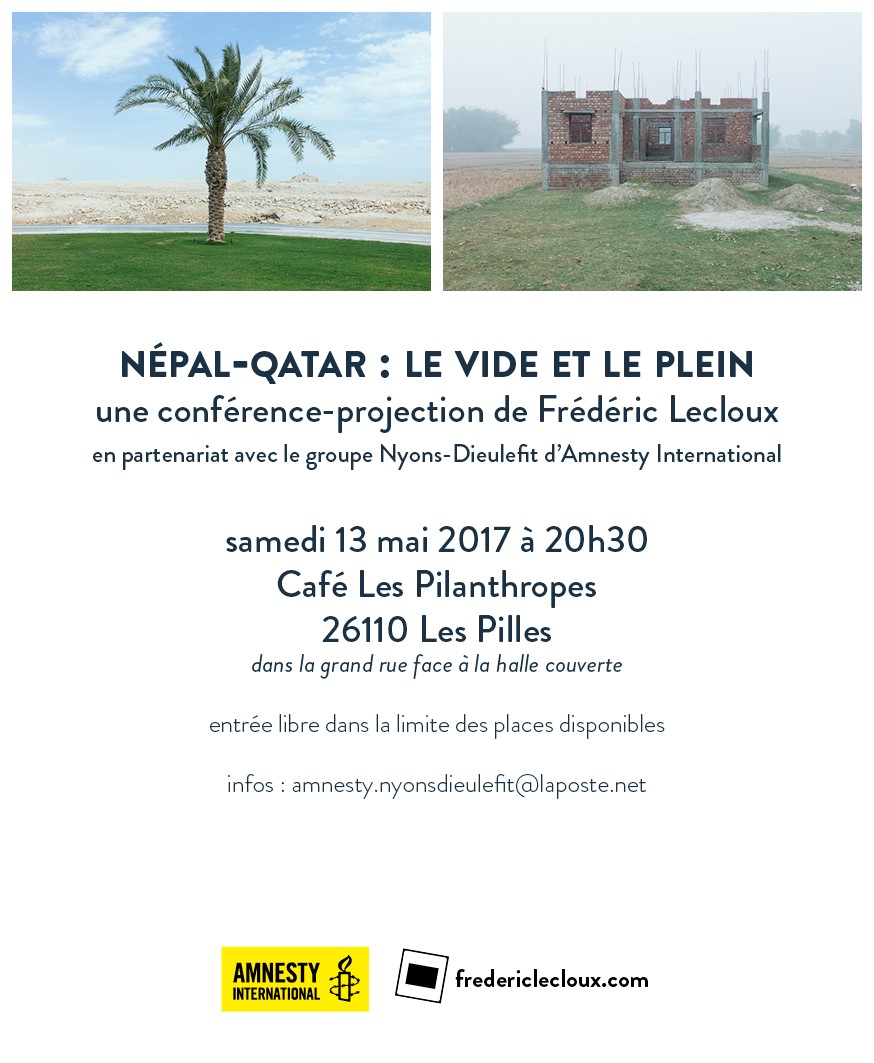 NÉPAL-QATAR : LE VIDE ET LE PLEIN
une conférence-projection de Frédéric Lecloux
en partenariat avec le groupe Nyons-Dieulefit d’Amnesty International
samedi 13 mai 2017 à 20h30
Café Les Pilanthropes
26110 Les Pilles
dans la grand rue face à la halle couverte
entrée libre dans la limite des places disponibles
infos : amnesty.nyonsdieulefit@laposte.net
AMNESTY
INTERNATIONAL
fredericlecloux.com